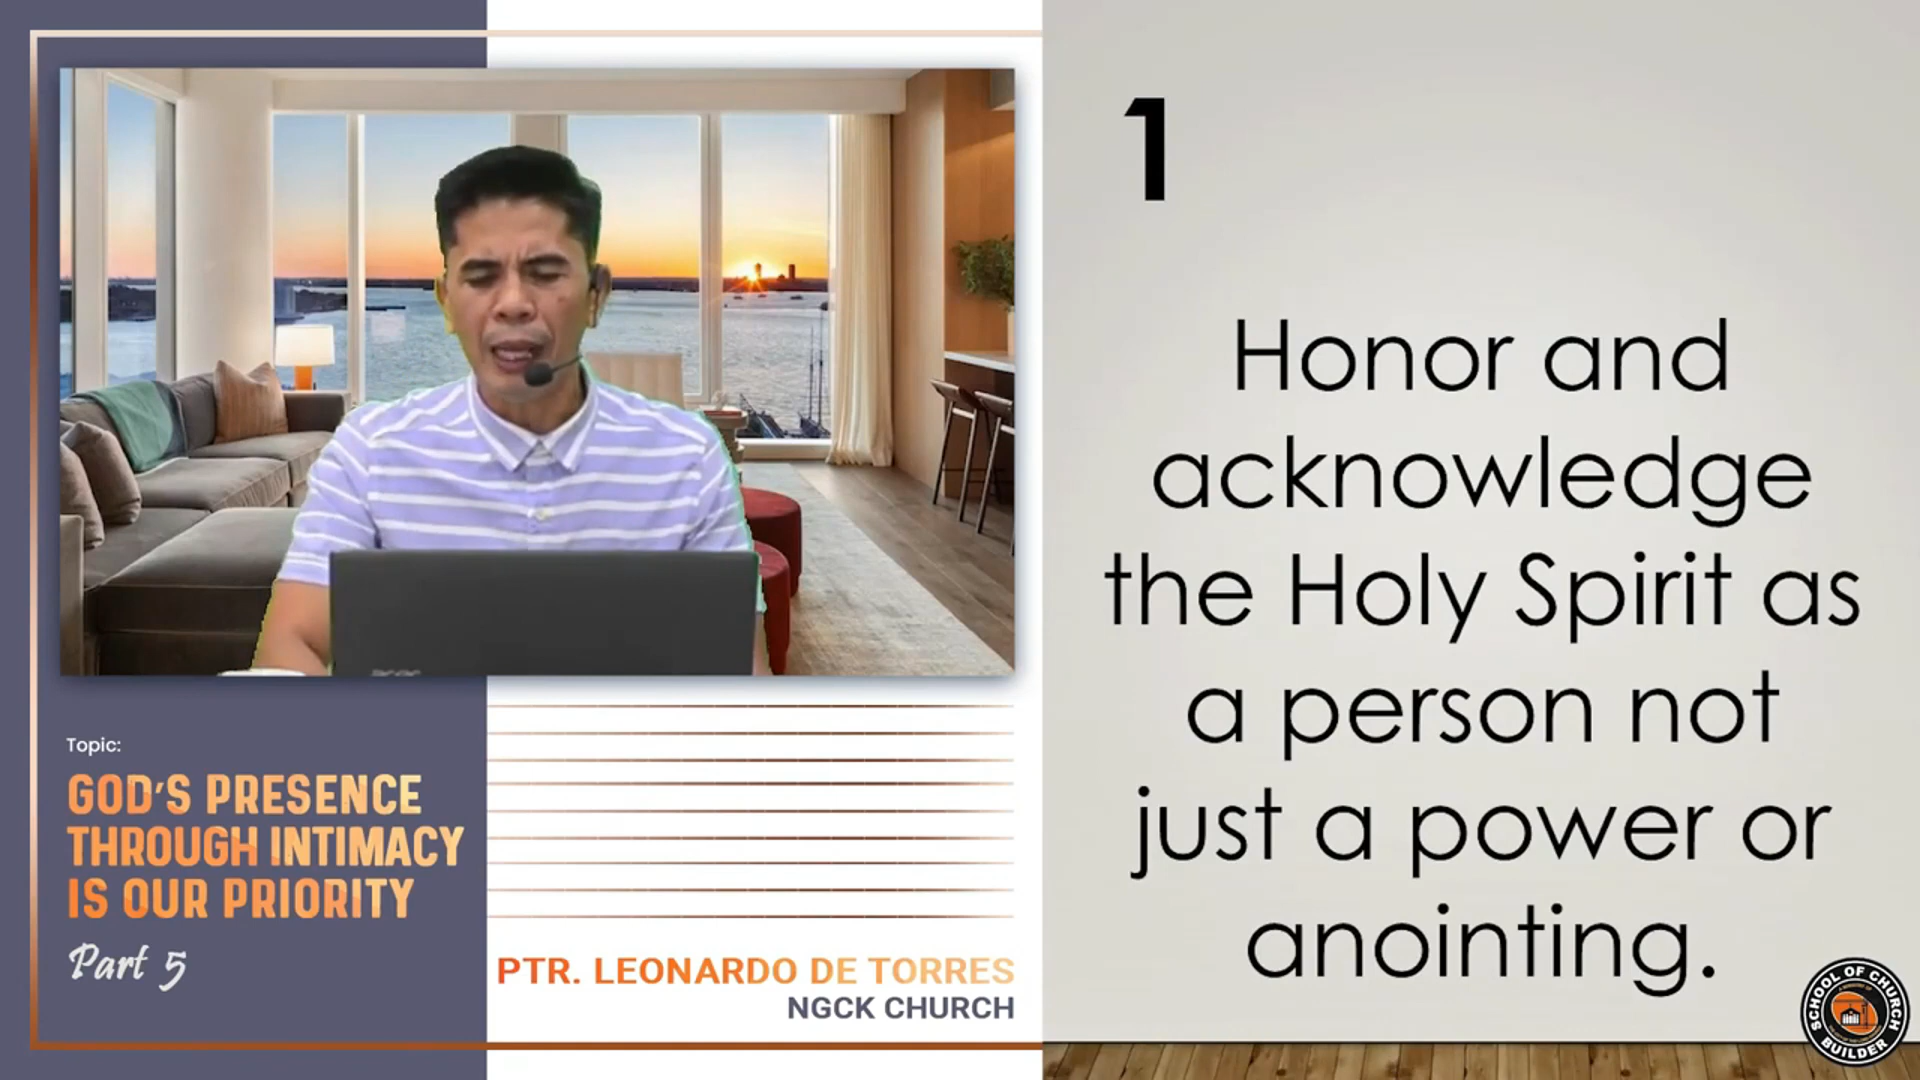 Topic:
GOD'S PRESENCE
THROUGH INTIMACY
IS OUR PRIORITY
Part 5
PTR. LEONARDO DE TORRES
NGCK CHURCH
1
Honor and
acknowledge
the Holy Spirit as
a person not
just a power or
anointing.
SCHOOL OF CHURCH
BUILDER